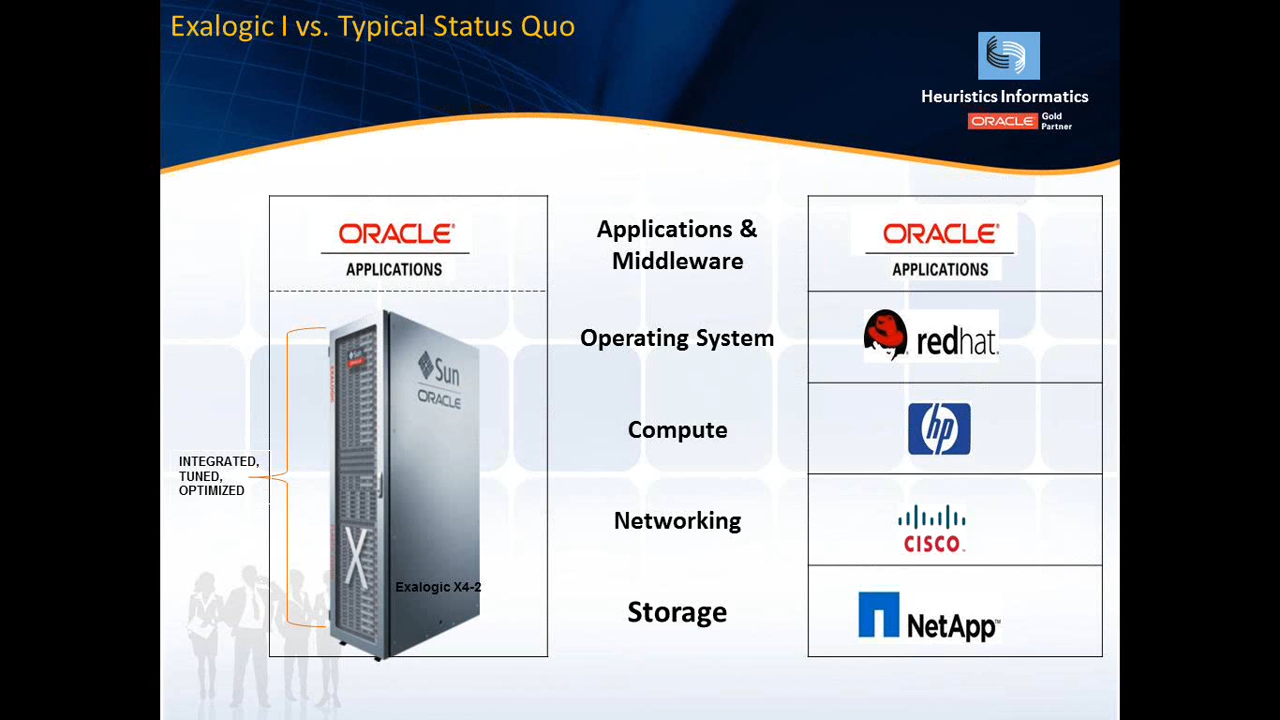 Exalogic I vs. Typical Status Quo
Heuristics Informatics
ORACLE Gold
Partner
ORACLE
APPLICATIONS
Applications &
Middleware
ORACLE
APPLICATIONS
Operating System
redhat.
Sun
ORACLE
Compute
hp
INTEGRATED,
TUNED,
OPTIMIZED
Networking
CISCO
X
Exalogic X4-2
Storage
NetApp™